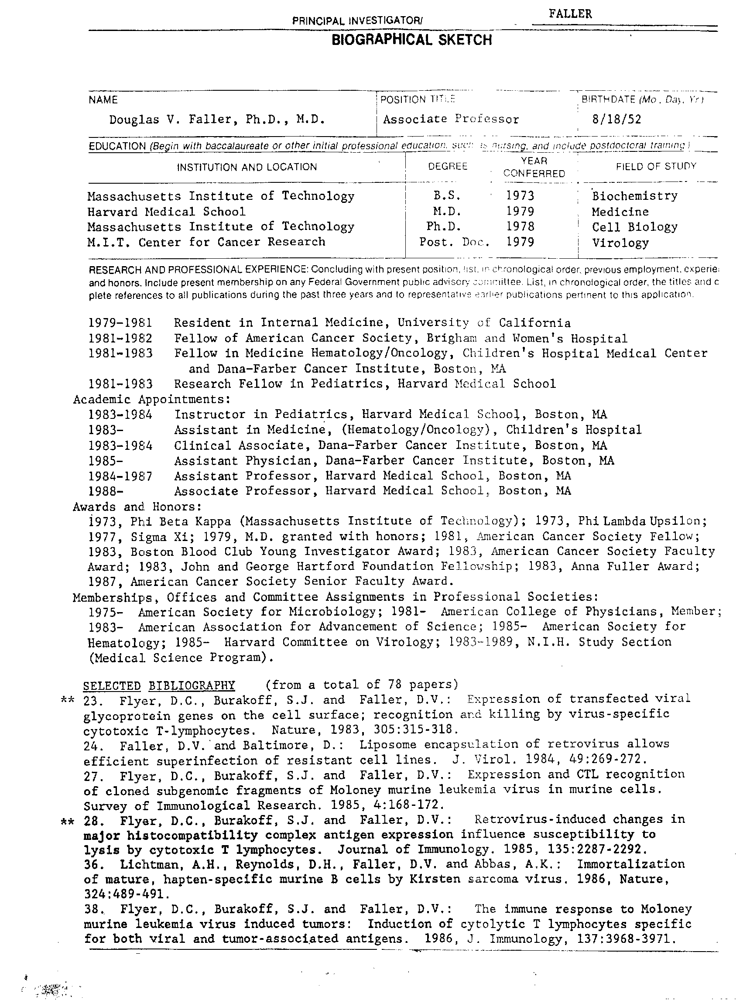 PRINCIPAL INVESTIGATOR/ FALLER
BIOGRAPHICAL SKETCH
NAME POSITION TITLE BIRTHDATE (Mo., Day, Yr.)
Douglas V. Faller, Ph.D., M.D. Associate Professor 8/18/52
EDUCATION (Begin with baccalaureate or other initial professional education, such as nursing, and include postdoctoral training.)
INSTITUTION AND LOCATION DEGREE YEAR CONFERRED FIELD OF STUDY
Massachusetts Institute of Technology B.S. 1973 Biochemistry
Harvard Medical School M.D. 1979 Medicine
Massachusetts Institute of Technology Ph.D. 1978 Cell Biology
M.I.T. Center for Cancer Research Post. Doc. 1979 Virology
RESEARCH AND PROFESSIONAL EXPERIENCE: Concluding with present position, list, in chronological order, previous employment, experie
and honors. Include present membership on any Federal Government public advisory committee. List, in chronological order, the titles and c
plete references to all publications during the past three years and to representative earlier publications pertinent to this application.
1979-1981 Resident in Internal Medicine, University of California
1981-1982 Fellow of American Cancer Society, Brigham and Women's Hospital
1981-1983 Fellow in Medicine Hematology/Oncology, Children's Hospital Medical Center
and Dana-Farber Cancer Institute, Boston, MA
1981-1983 Research Fellow in Pediatrics, Harvard Medical School
Academic Appointments:
1983-1984 Instructor in Pediatrics, Harvard Medical School, Boston, MA
1983- Assistant in Medicine, (Hematology/Oncology), Children's Hospital
1983-1984 Clinical Associate, Dana-Farber Cancer Institute, Boston, MA
1985- Assistant Physician, Dana-Farber Cancer Institute, Boston, MA
1984-1987 Assistant Professor, Harvard Medical School, Boston, MA
1988- Associate Professor, Harvard Medical School, Boston, MA
Awards and Honors:
1973, Phi Beta Kappa (Massachusetts Institute of Technology); 1973, Phi Lambda Upsilon;
1977, Sigma Xi; 1979, M.D. granted with honors; 1981, American Cancer Society Fellow;
1983, Boston Blood Club Young Investigator Award; 1983, American Cancer Society Faculty
Award; 1983, John and George Hartford Foundation Fellowship; 1983, Anna Fuller Award;
1987, American Cancer Society Senior Faculty Award.
Memberships, Offices and Committee Assignments in Professional Societies:
1975- American Society for Microbiology; 1981- American College of Physicians, Member;
1983- American Association for Advancement of Science; 1985- American Society for
Hematology; 1985- Harvard Committee on Virology; 1983-1989, N.I.H. Study Section
(Medical Science Program).
SELECTED BIBLIOGRAPHY (from a total of 78 papers)
** 23. Flyer, D.C., Burakoff, S.J. and Faller, D.V.: Expression of transfected viral
glycoprotein genes on the cell surface; recognition and killing by virus-specific
cytotoxic T-lymphocytes. Nature, 1983, 305:315-318.
24. Faller, D.V. and Baltimore, D.: Liposome encapsulation of retrovirus allows
efficient superinfection of resistant cell lines. J. Virol. 1984, 49:269-272.
27. Flyer, D.C., Burakoff, S.J. and Faller, D.V.: Expression and CTL recognition
of cloned subgenomic fragments of Moloney murine leukemia virus in murine cells.
Survey of Immunological Research. 1985, 4:168-172.
** 28. Flyer, D.C., Burakoff, S.J. and Faller, D.V.: Retrovirus-induced changes in
major histocompatibility complex antigen expression influence susceptibility to
lysis by cytotoxic T lymphocytes. Journal of Immunology. 1985, 135:2287-2292.
36. Lichtman, A.H., Reynolds, D.H., Faller, D.V. and Abbas, A.K.: Immortalization
of mature, hapten-specific murine B cells by Kirsten sarcoma virus. 1986, Nature,
324:489-491.
38. Flyer, D.C., Burakoff, S.J. and Faller, D.V.: The immune response to Moloney
murine leukemia virus induced tumors: Induction of cytolytic T lymphocytes specific
for both viral and tumor-associated antigens. 1986, J. Immunology, 137:3968-3971.